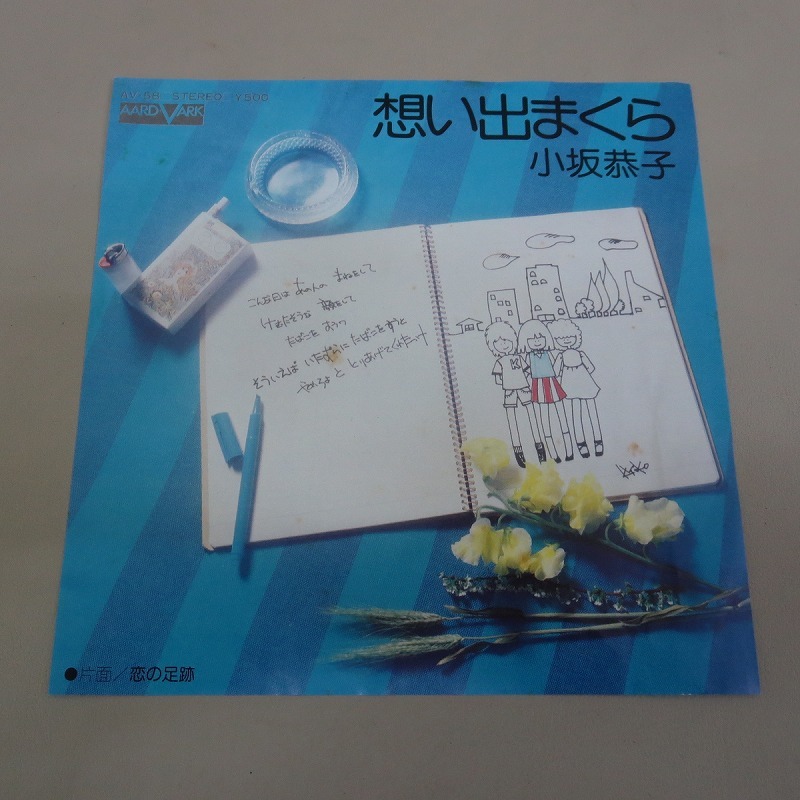 AV-58 STEREO ¥500
AARDVARK
想い出まくら
小坂恭子
こんな日は あの人の まねをして
けむたそうな 顔をして
たばこを すうわ
そういえば いたずらに たばこを すうと
やめろよ と とりあげてくれたっけ
●片面／恋の足跡